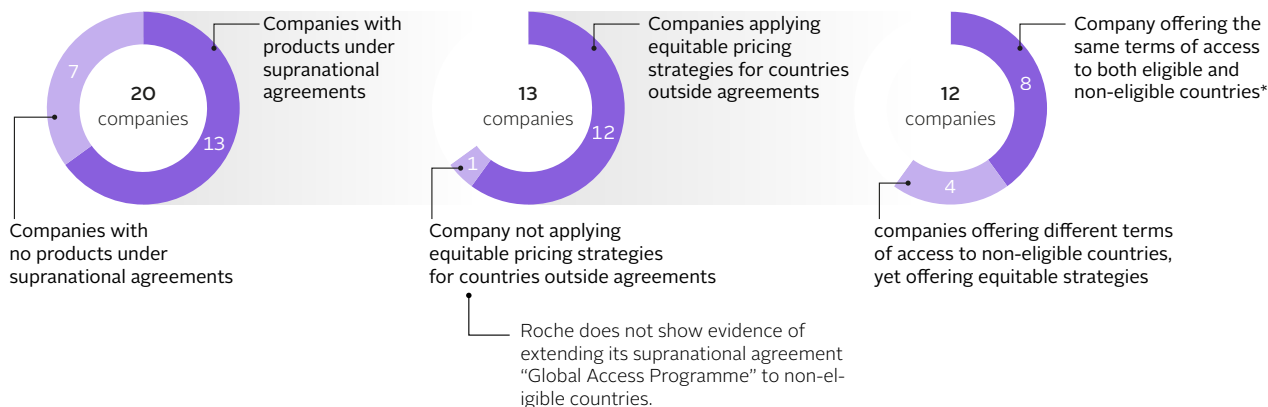 Companies with
products under
supranational
agreements
7
20
companies
13
Companies with
no products under
supranational agreements
Companies applying
equitable pricing
strategies for countries
outside agreements
13
companies
12
1
Company not applying
equitable pricing strategies
for countries outside agreements
Roche does not show evidence of
extending its supranational agreement
“Global Access Programme” to non-el-
igible countries.
Company offering the
same terms of access
to both eligible and
non-eligible countries*
8
12
companies
4
companies offering different terms
of access to non-eligible countries,
yet offering equitable strategies